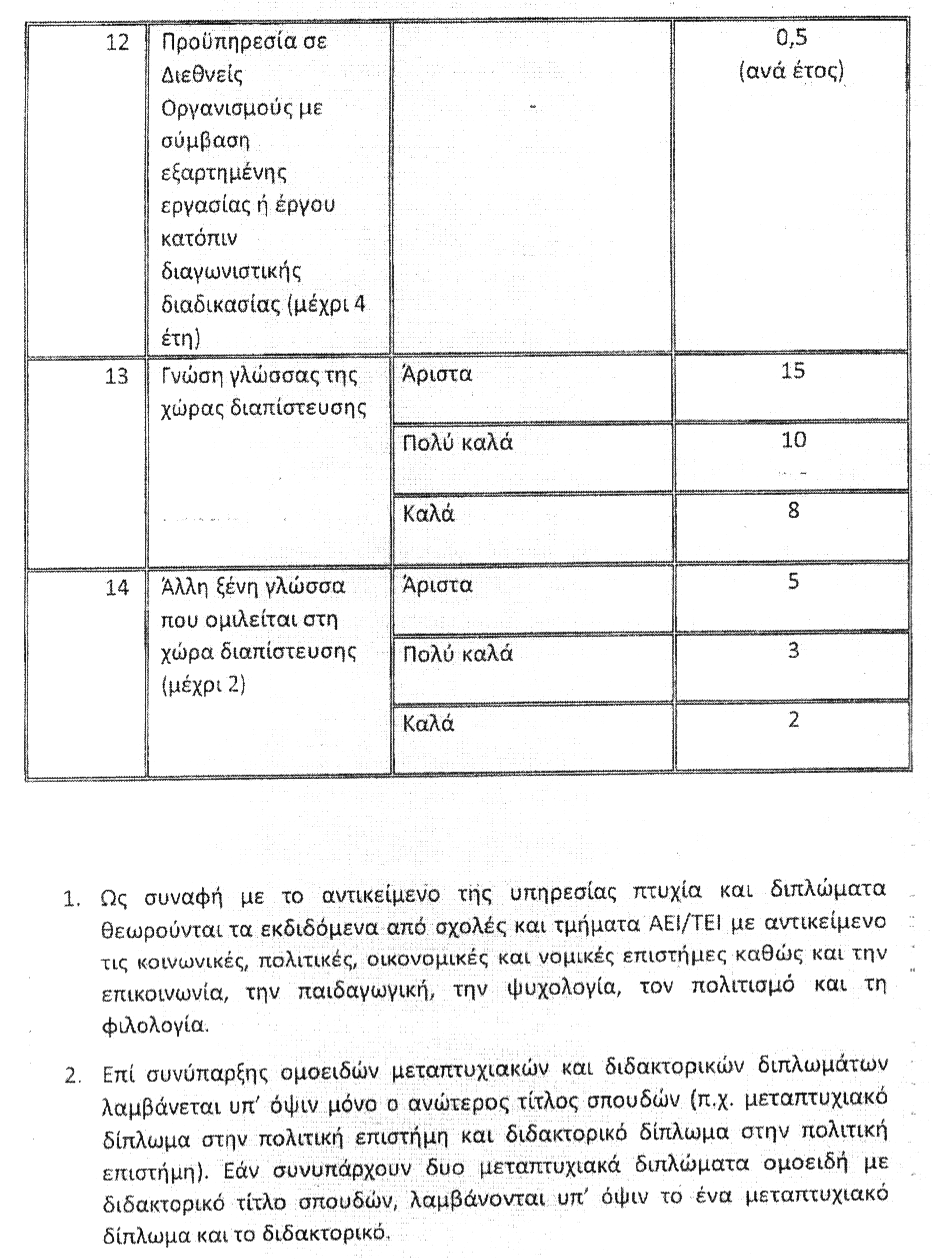 12 Προϋπηρεσία σε - 0,5
Διεθνείς (ανά έτος)
Οργανισμούς με
σύμβαση
εξαρτημένης
εργασίας ή έργου
κατόπιν
διαγωνιστικής
διαδικασίας (μέχρι 4
έτη)
13 Γνώση γλώσσας της Άριστα 15
χώρας διαπίστευσης
Πολύ καλά 10
Καλά 8
14 Άλλη ξένη γλώσσα Άριστα 5
που ομιλείται στη
χώρα διαπίστευσης Πολύ καλά 3
(μέχρι 2)
Καλά 2
1. Ως συναφή με το αντικείμενο της υπηρεσίας πτυχία και διπλώματα
θεωρούνται τα εκδιδόμενα από σχολές και τμήματα ΑΕΙ/ΤΕΙ με αντικείμενο
τις κοινωνικές, πολιτικές, οικονομικές και νομικές επιστήμες καθώς και την
επικοινωνία, την παιδαγωγική, την ψυχολογία, τον πολιτισμό και τη
φιλολογία.
2. Επί συνύπαρξης ομοειδών μεταπτυχιακών και διδακτορικών διπλωμάτων
λαμβάνεται υπ' όψιν μόνο ο ανώτερος τίτλος σπουδών (π.χ. μεταπτυχιακό
δίπλωμα στην πολιτική επιστήμη και διδακτορικό δίπλωμα στην πολιτική
επιστήμη). Εάν συνυπάρχουν δυο μεταπτυχιακά διπλώματα ομοειδή με
διδακτορικό τίτλο σπουδών, λαμβάνονται υπ' όψιν το ένα μεταπτυχιακό
δίπλωμα και το διδακτορικό.